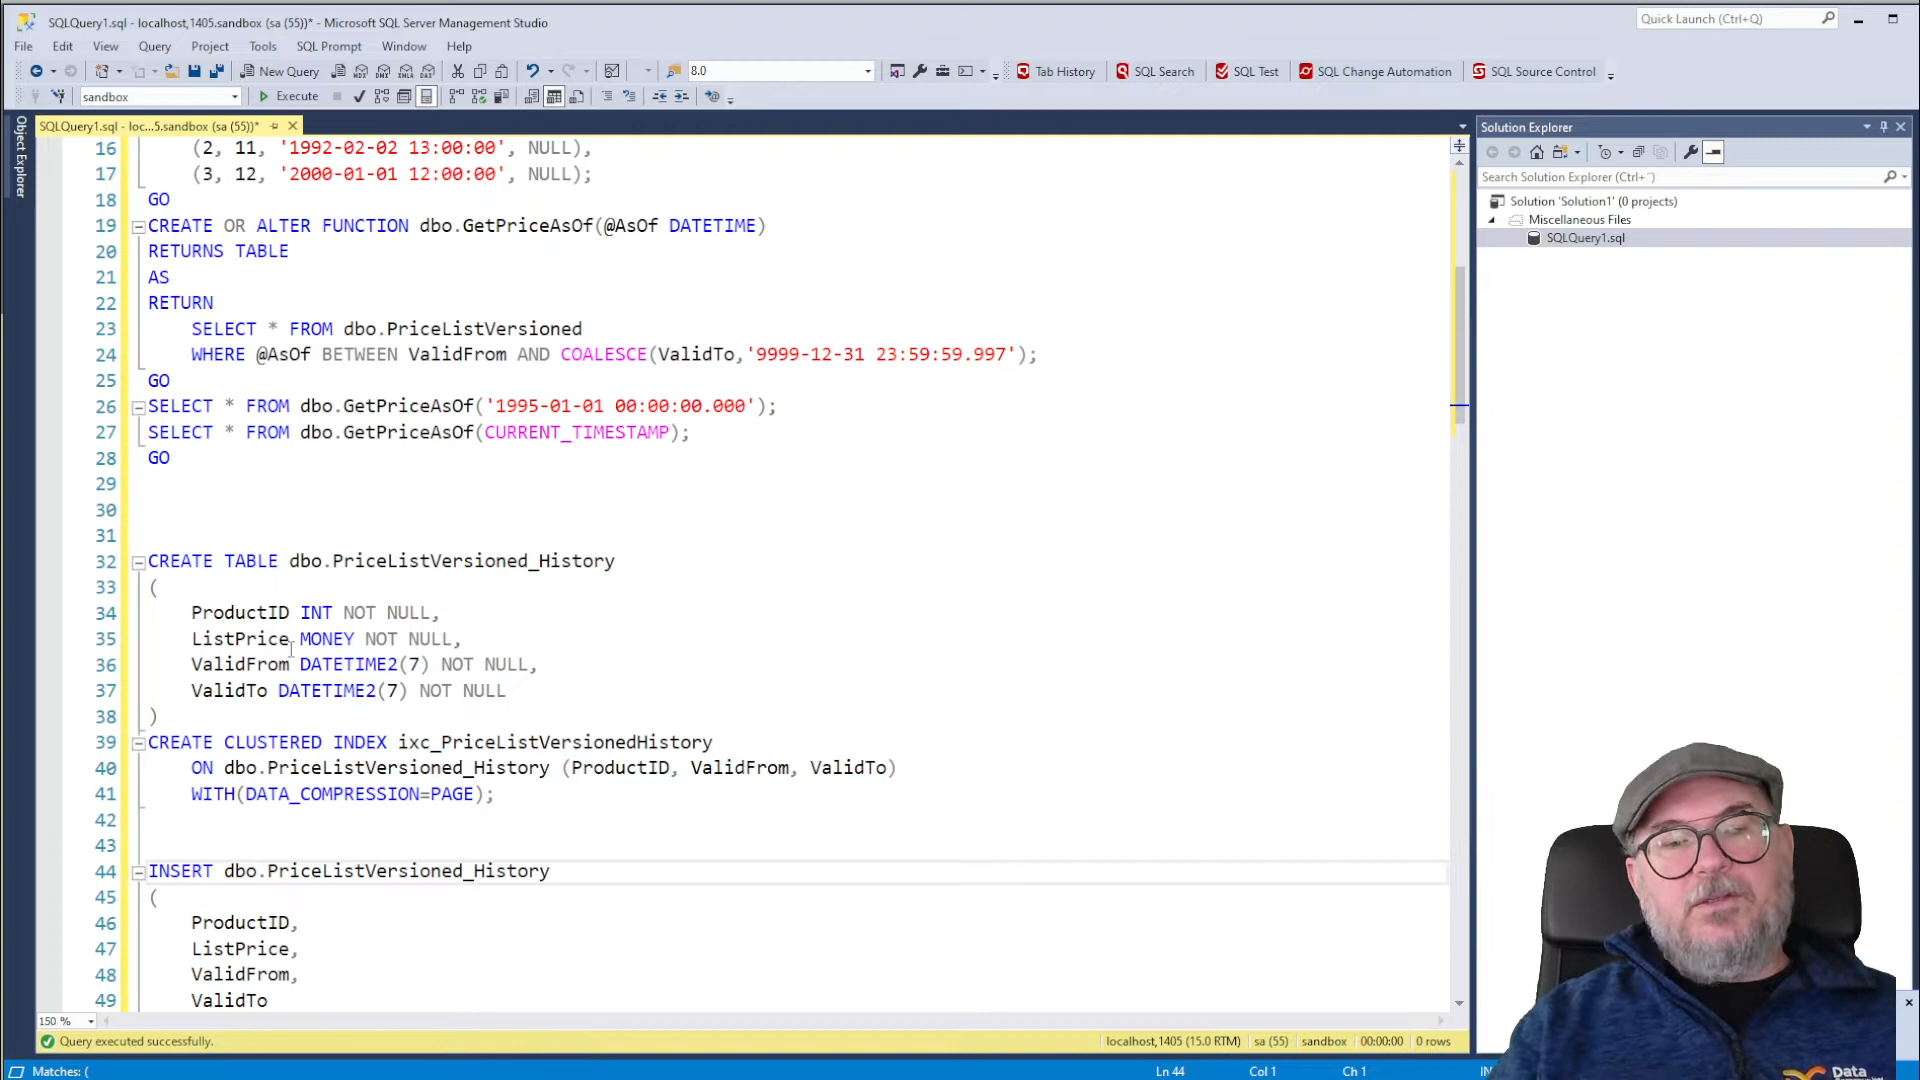 SQLQuery1.sql - localhost,1405.sandbox (sa (55))* - Microsoft SQL Server Management Studio
Quick Launch (Ctrl+Q)
File Edit View Query Project Tools SQL Prompt Window Help
New Query MDX DMX XMLA DAX 8.0 Tab History SQL Search SQL Test SQL Change Automation SQL Source Control
sandbox Execute
Object Explorer
SQLQuery1.sql - loc...5.sandbox (sa (55))*
16 (2, 11, '1992-02-02 13:00:00', NULL),
17 (3, 12, '2000-01-01 12:00:00', NULL);
18 GO
19 CREATE OR ALTER FUNCTION dbo.GetPriceAsOf(@AsOf DATETIME)
20 RETURNS TABLE
21 AS
22 RETURN
23 SELECT * FROM dbo.PriceListVersioned
24 WHERE @AsOf BETWEEN ValidFrom AND COALESCE(ValidTo,'9999-12-31 23:59:59.997');
25 GO
26 SELECT * FROM dbo.GetPriceAsOf('1995-01-01 00:00:00.000');
27 SELECT * FROM dbo.GetPriceAsOf(CURRENT_TIMESTAMP);
28 GO
29
30
31
32 CREATE TABLE dbo.PriceListVersioned_History
33 (
34 ProductID INT NOT NULL,
35 ListPrice MONEY NOT NULL,
36 ValidFrom DATETIME2(7) NOT NULL,
37 ValidTo DATETIME2(7) NOT NULL
38 )
39 CREATE CLUSTERED INDEX ixc_PriceListVersionedHistory
40 ON dbo.PriceListVersioned_History (ProductID, ValidFrom, ValidTo)
41 WITH(DATA_COMPRESSION=PAGE);
42
43
44 INSERT dbo.PriceListVersioned_History
45 (
46 ProductID,
47 ListPrice,
48 ValidFrom,
49 ValidTo
150 %
Query executed successfully. localhost,1405 (15.0 RTM) sa (55) sandbox 00:00:00 0 rows
Matches: ( Ln 44 Col 1 Ch 1 IN
Solution Explorer
Search Solution Explorer (Ctrl+¨)
Solution 'Solution1' (0 projects)
Miscellaneous Files
SQLQuery1.sql
Data